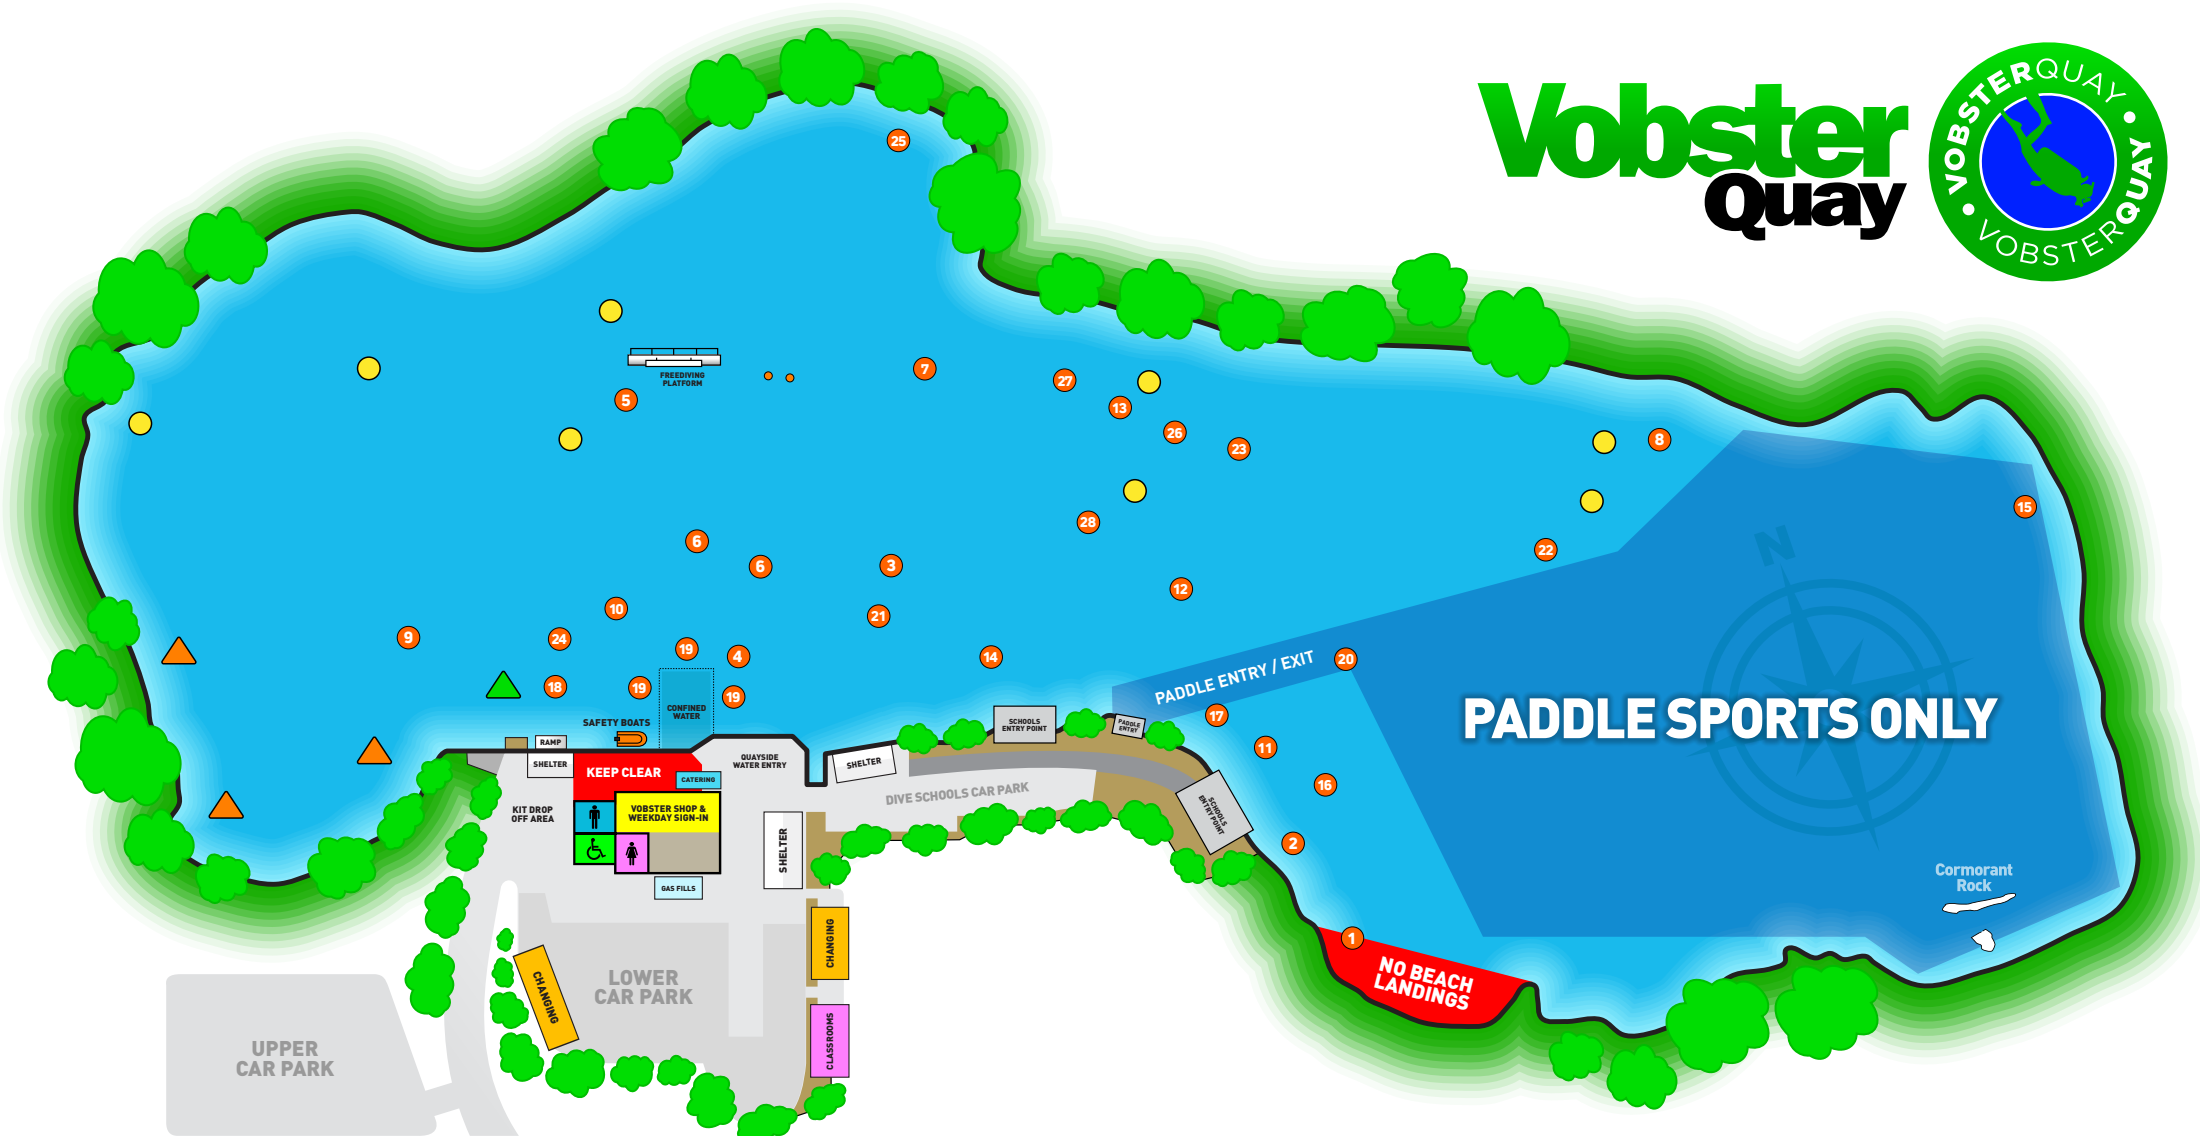 Vobster
Quay
VOBSTERQUAY • VOBSTERQUAY • VOBSTERQUAY
25
FREEDIVING
PLATFORM
7
27
5
13
26
23
8
15
28
22
6
6
3
12
10
21
9
24
19
4
14
20
PADDLE ENTRY / EXIT
18
19
19
CONFINED
WATER
17
PADDLE SPORTS ONLY
N
SAFETY BOATS
SCHOOLS
ENTRY POINT
PADDLE
ENTRY
RAMP
11
SHELTER
KEEP CLEAR
CATERING
QUAYSIDE
WATER ENTRY
SHELTER
16
DIVE SCHOOLS CAR PARK
SCHOOLS
ENTRY POINT
KIT DROP
OFF AREA
VOBSTER SHOP &
WEEKDAY SIGN-IN
2
SHELTER
GAS FILLS
Cormorant
Rock
1
CHANGING
NO BEACH
LANDINGS
CHANGING
LOWER
CAR PARK
CLASSROOMS
UPPER
CAR PARK